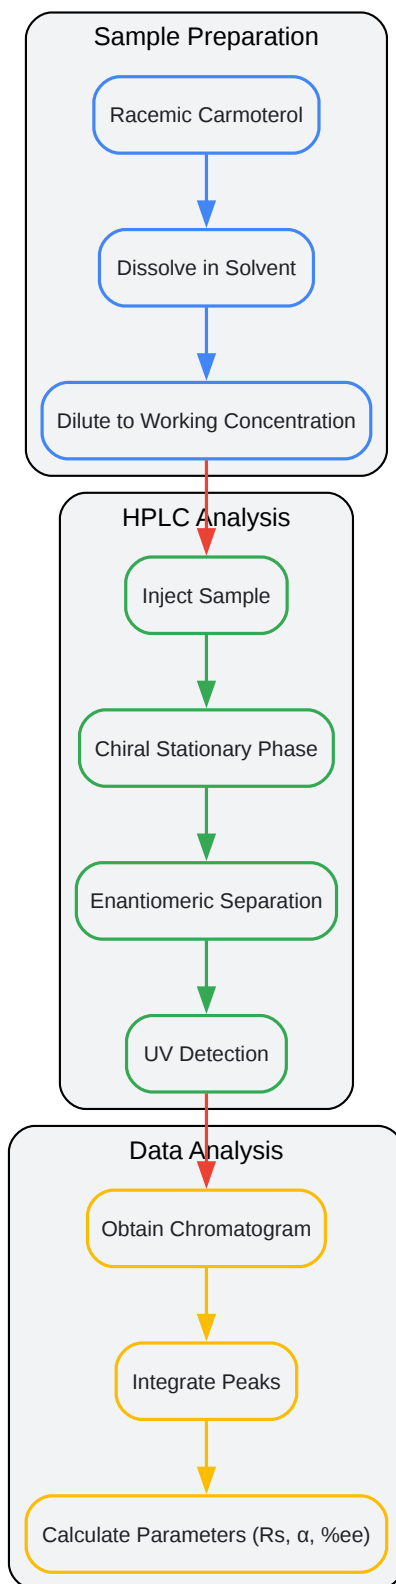 Sample Preparation
Racemic Carmoterol
Dissolve in Solvent
Dilute to Working Concentration
HPLC Analysis
Inject Sample
Chiral Stationary Phase
Enantiomeric Separation
UV Detection
Data Analysis
Obtain Chromatogram
Integrate Peaks
Calculate Parameters (Rs, α, %ee)